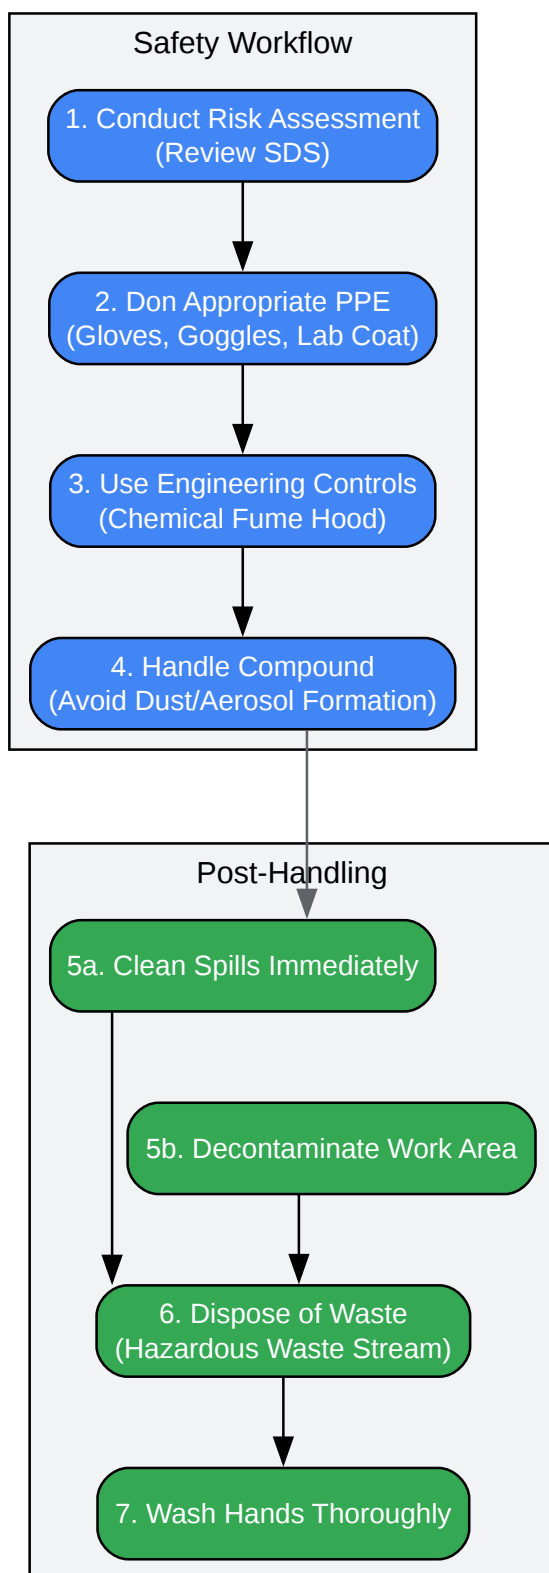 Safety Workflow
1. Conduct Risk Assessment
(Review SDS)
2. Don Appropriate PPE
(Gloves, Goggles, Lab Coat)
3. Use Engineering Controls
(Chemical Fume Hood)
4. Handle Compound
(Avoid Dust/Aerosol Formation)
Post-Handling
5a. Clean Spills Immediately
5b. Decontaminate Work Area
6. Dispose of Waste
(Hazardous Waste Stream)
7. Wash Hands Thoroughly